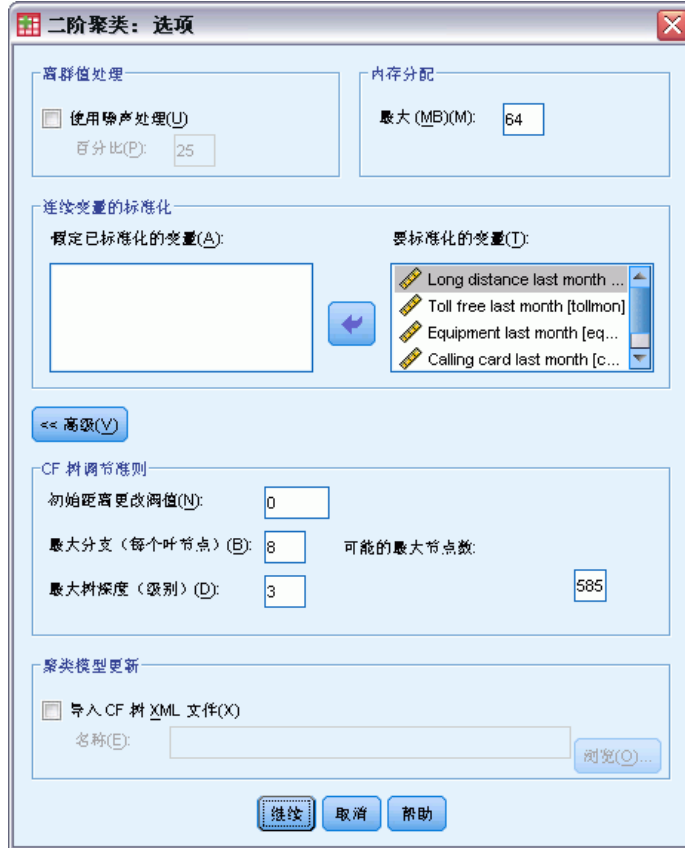 二阶聚类：选项
离群值处理
使用噪声处理(U)
百分比(P):
25
内存分配
最大(MB)(M):
64
连续变量的标准化
假定已标准化的变量(A):
要标准化的变量(T):
Long distance last month ...
Toll free last month [tollmon]
Equipment last month [eq...
Calling card last month [c...
<< 高级(V)
CF 树调节准则
初始距离更改阈值(N):
0
最大分支（每个叶节点）(B):
8
可能的最大节点数:
最大树深度（级别）(D):
3
585
聚类模型更新
导入 CF 树 XML 文件(X)
名称(E):
浏览(O)...
继续
取消
帮助